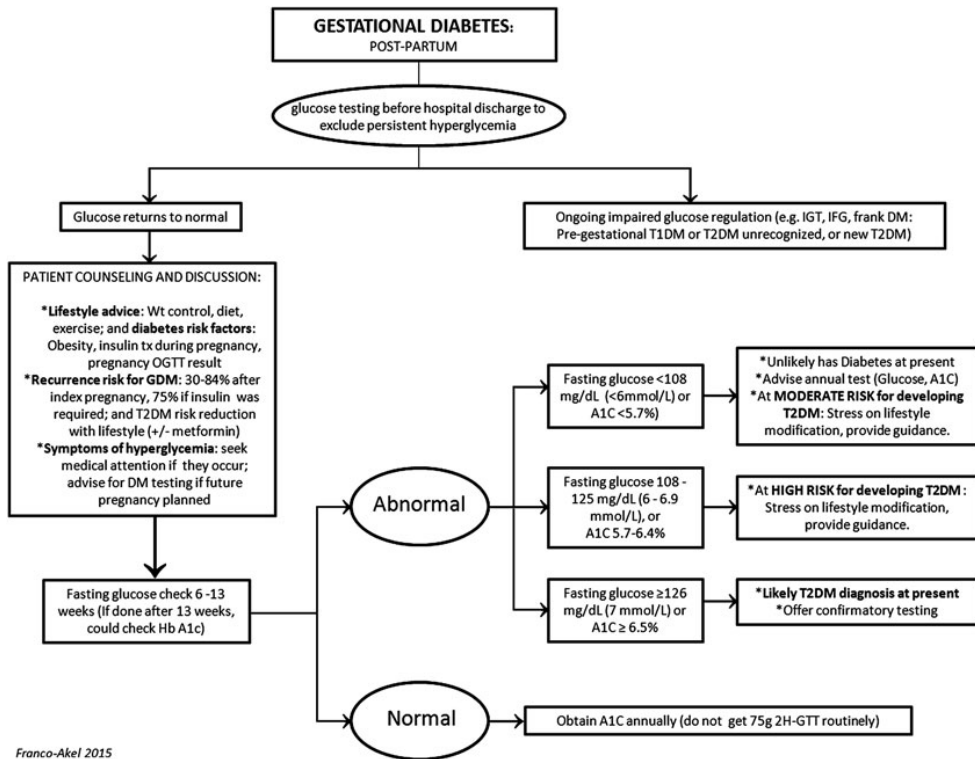 GESTATIONAL DIABETES:
POST-PARTUM
glucose testing before hospital discharge to
exclude persistent hyperglycemia
Glucose returns to normal
Ongoing impaired glucose regulation (e.g. IGT, IFG, frank DM:
Pre-gestational T1DM or T2DM unrecognized, or new T2DM)
PATIENT COUNSELING AND DISCUSSION:
*Lifestyle advice: Wt control, diet,
exercise; and diabetes risk factors:
Obesity, insulin tx during pregnancy,
pregnancy OGTT result
*Recurrence risk for GDM: 30-84% after
index pregnancy, 75% if insulin was
required; and T2DM risk reduction
with lifestyle (+/- metformin)
*Symptoms of hyperglycemia: seek
medical attention if they occur;
advise for DM testing if future
pregnancy planned
Fasting glucose check 6 -13
weeks (If done after 13 weeks,
could check Hb A1c)
Abnormal
Fasting glucose <108
mg/dL (<6mmol/L) or
A1C <5.7%)
*Unlikely has Diabetes at present
*Advise annual test (Glucose, A1C)
*At MODERATE RISK for developing
T2DM: Stress on lifestyle
modification, provide guidance.
Fasting glucose 108 -
125 mg/dL (6 - 6.9
mmol/L), or
A1C 5.7-6.4%
*At HIGH RISK for developing T2DM :
Stress on lifestyle modification,
provide guidance.
Fasting glucose ≥126
mg/dL (7 mmol/L) or
A1C ≥ 6.5%
*Likely T2DM diagnosis at present
*Offer confirmatory testing
Normal
Obtain A1C annually (do not get 75g 2H-GTT routinely)
Franco-Akel 2015